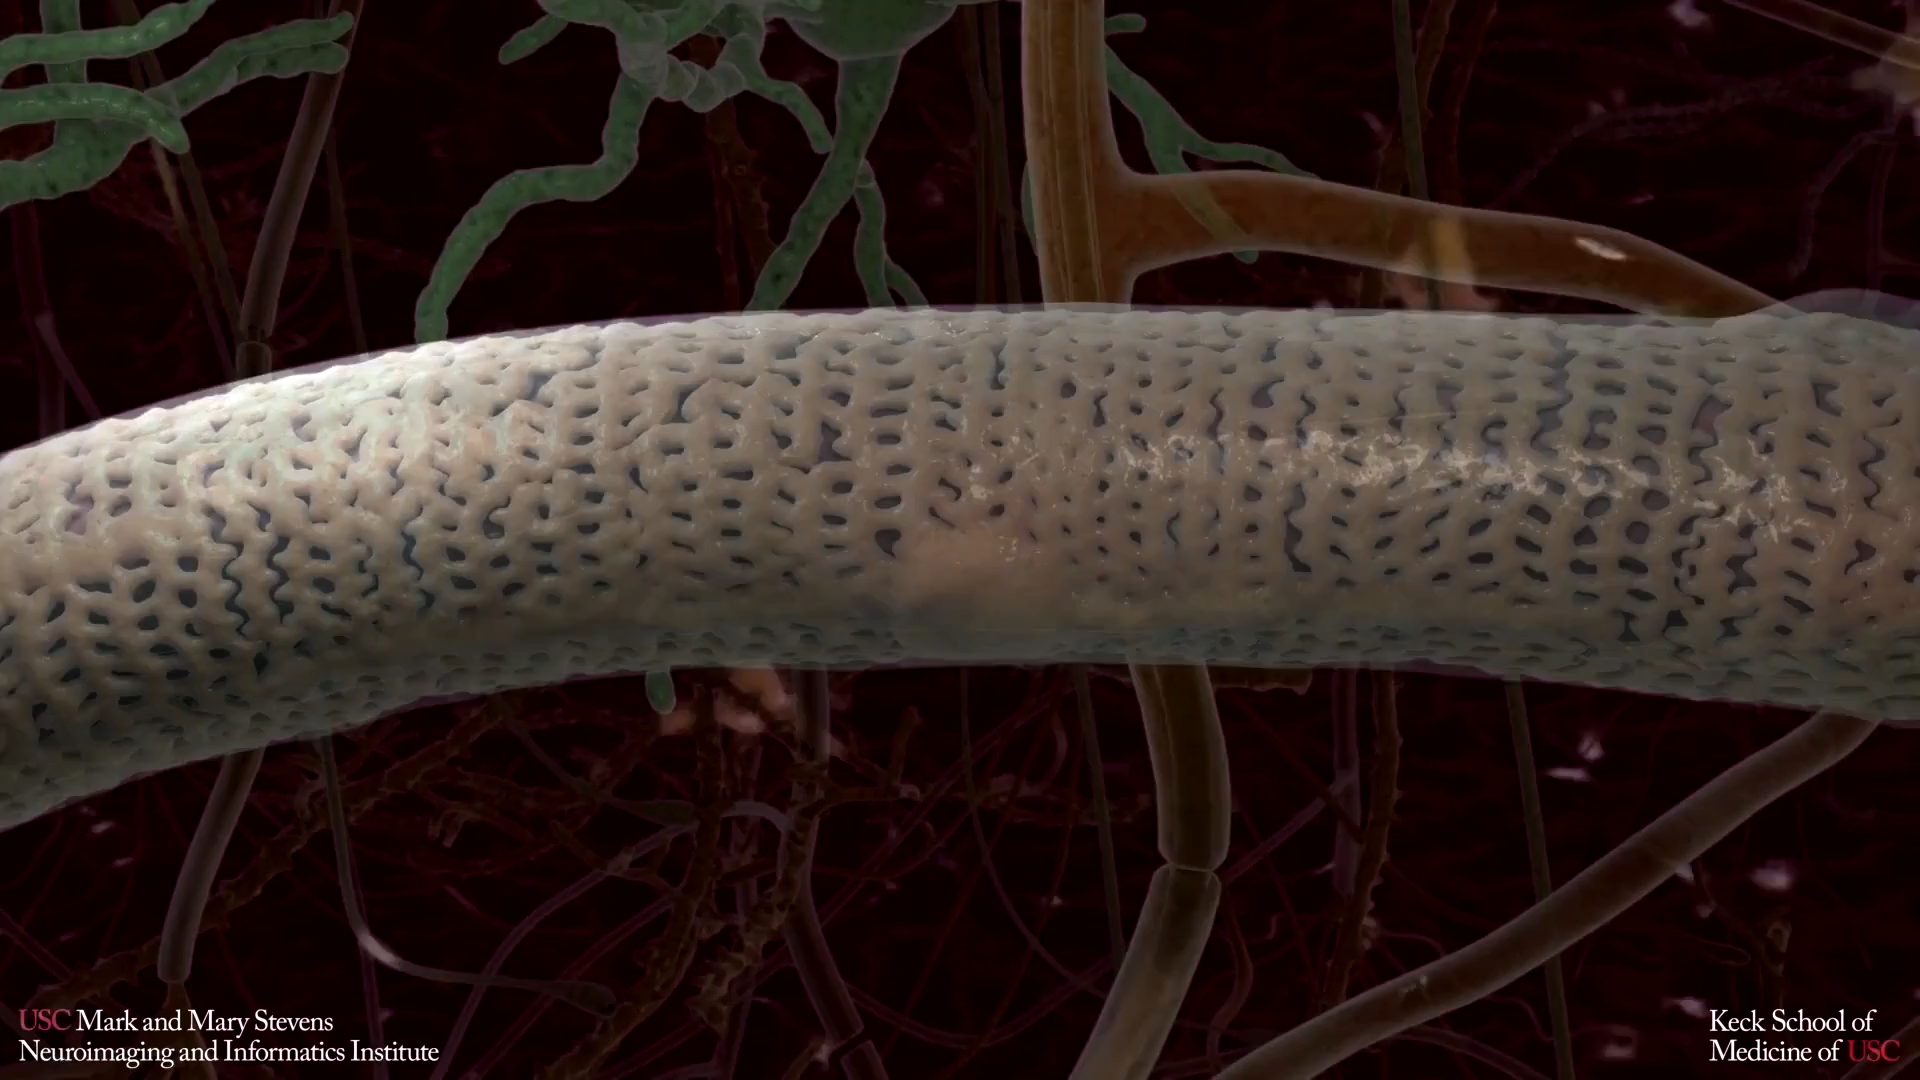 USC Mark and Mary Stevens
Neuroimaging and Informatics Institute
Keck School of
Medicine of USC